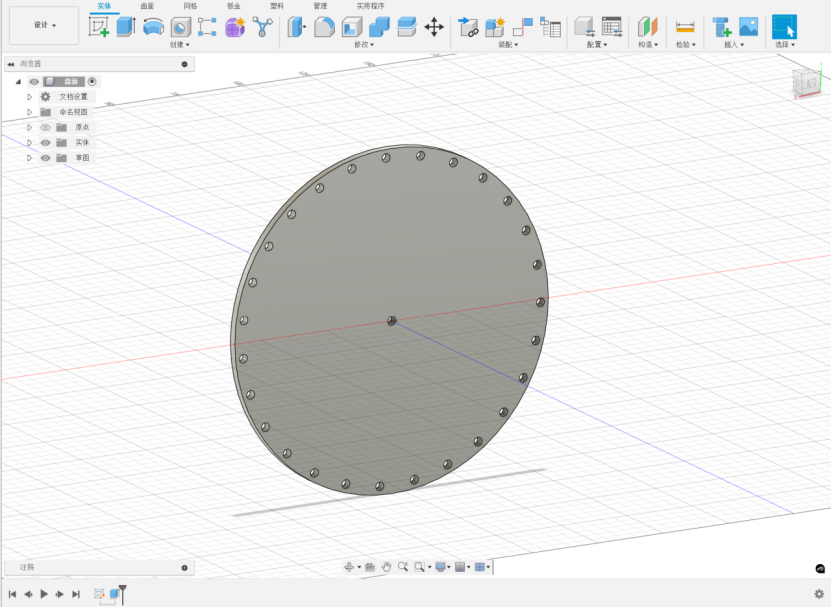 实体 曲面 网格 钣金 塑料 管理 实用程序
设计
创建 修改 装配 配置 构造 检验 插入 选择
浏览器
文档设置
命名视图
原点
实体
草图
注释